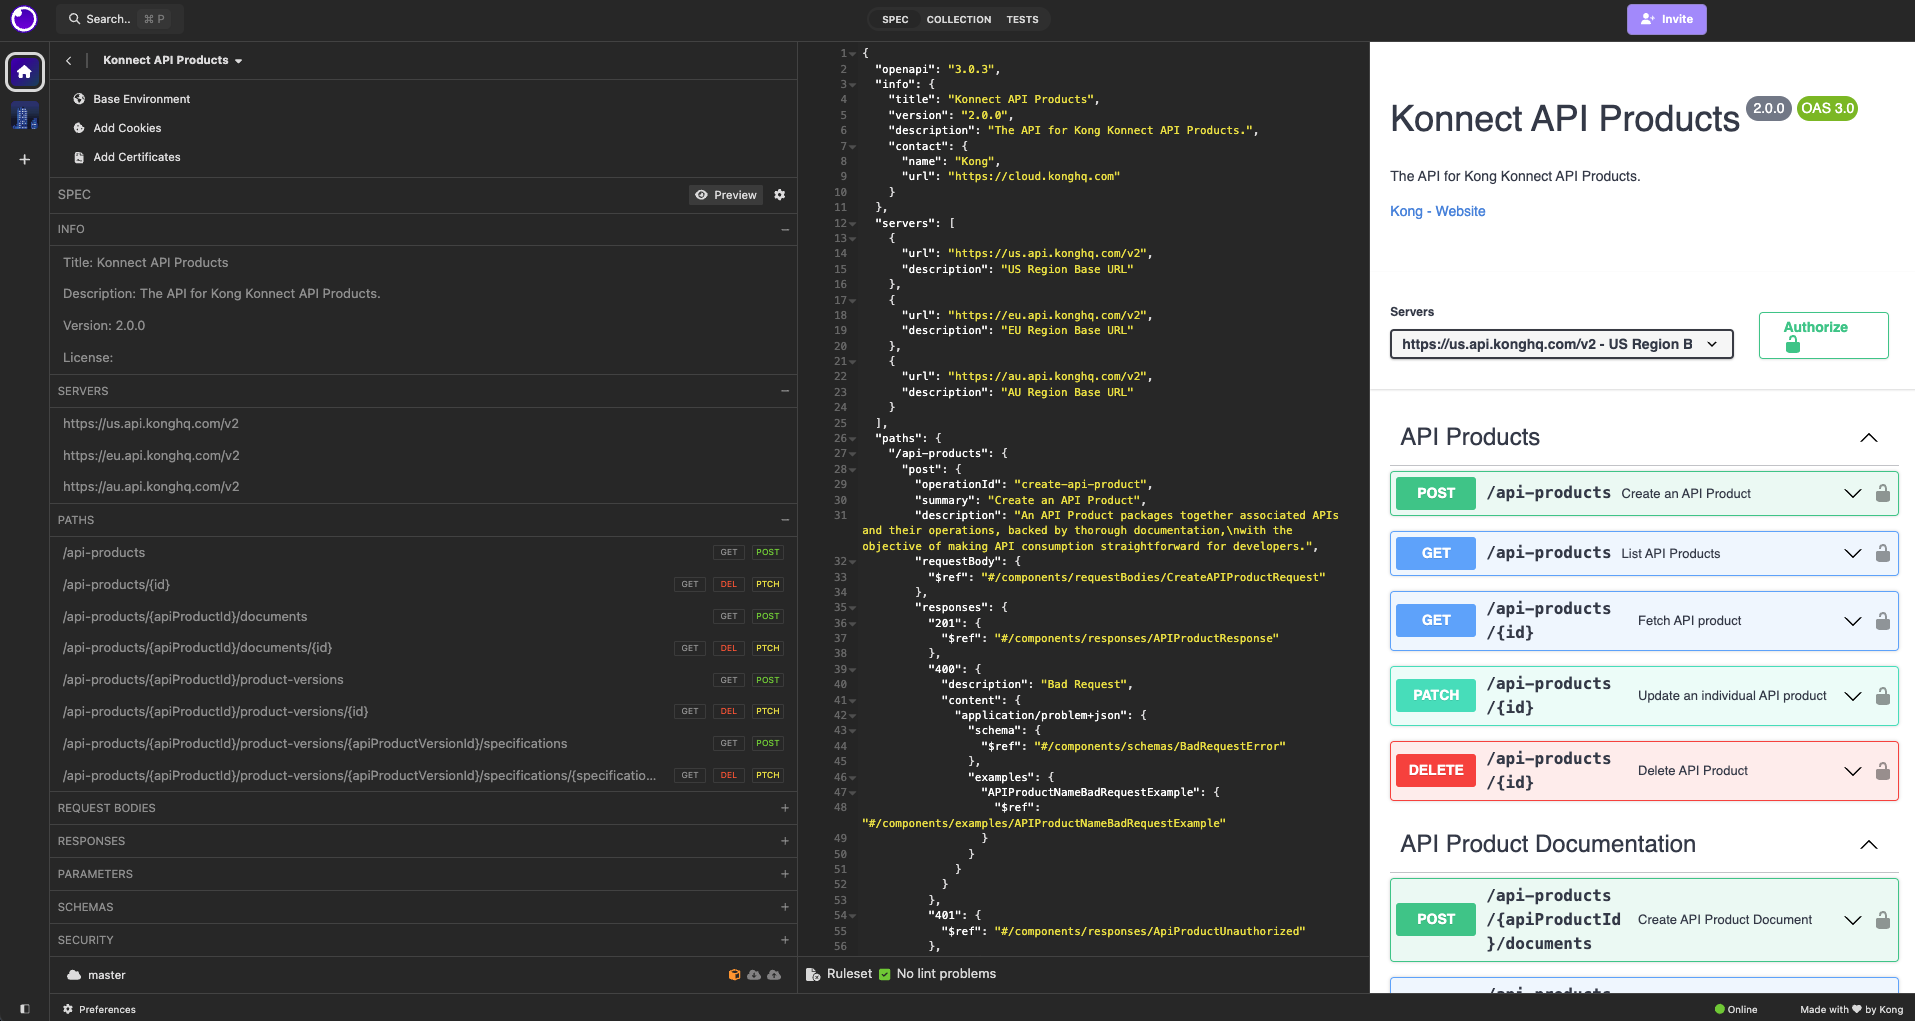 Search.. ⌘ P
SPEC COLLECTION TESTS
Invite
Konnect API Products
Base Environment
Add Cookies
Add Certificates
SPEC Preview
INFO
Title: Konnect API Products
Description: The API for Kong Konnect API Products.
Version: 2.0.0
License:
SERVERS
https://us.api.konghq.com/v2
https://eu.api.konghq.com/v2
https://au.api.konghq.com/v2
PATHS
/api-products GET POST
/api-products/{id} GET DEL PTCH
/api-products/{apiProductId}/documents GET POST
/api-products/{apiProductId}/documents/{id} GET DEL PTCH
/api-products/{apiProductId}/product-versions GET POST
/api-products/{apiProductId}/product-versions/{id} GET DEL PTCH
/api-products/{apiProductId}/product-versions/{apiProductVersionId}/specifications GET POST
/api-products/{apiProductId}/product-versions/{apiProductVersionId}/specifications/{specificatio... GET DEL PTCH
REQUEST BODIES
RESPONSES
PARAMETERS
SCHEMAS
SECURITY
master
1 {
2 "openapi": "3.0.3",
3 "info": {
4 "title": "Konnect API Products",
5 "version": "2.0.0",
6 "description": "The API for Kong Konnect API Products.",
7 "contact": {
8 "name": "Kong",
9 "url": "https://cloud.konghq.com"
10 }
11 },
12 "servers": [
13 {
14 "url": "https://us.api.konghq.com/v2",
15 "description": "US Region Base URL"
16 },
17 {
18 "url": "https://eu.api.konghq.com/v2",
19 "description": "EU Region Base URL"
20 },
21 {
22 "url": "https://au.api.konghq.com/v2",
23 "description": "AU Region Base URL"
24 }
25 ],
26 "paths": {
27 "/api-products": {
28 "post": {
29 "operationId": "create-api-product",
30 "summary": "Create an API Product",
31 "description": "An API Product packages together associated APIs
and their operations, backed by thorough documentation,\nwith the
objective of making API consumption straightforward for developers.",
32 "requestBody": {
33 "$ref": "#/components/requestBodies/CreateAPIProductRequest"
34 },
35 "responses": {
36 "201": {
37 "$ref": "#/components/responses/APIProductResponse"
38 },
39 "400": {
40 "description": "Bad Request",
41 "content": {
42 "application/problem+json": {
43 "schema": {
44 "$ref": "#/components/schemas/BadRequestError"
45 },
46 "examples": {
47 "APIProductNameBadRequestExample": {
48 "$ref":
"#/components/examples/APIProductNameBadRequestExample"
49 }
50 }
51 }
52 }
53 },
54 "401": {
55 "$ref": "#/components/responses/ApiProductUnauthorized"
56 },
Ruleset No lint problems
Konnect API Products 2.0.0 OAS 3.0
The API for Kong Konnect API Products.
Kong - Website
Servers
https://us.api.konghq.com/v2 - US Region B
Authorize
API Products
POST /api-products Create an API Product
GET /api-products List API Products
GET /api-products
/{id} Fetch API product
PATCH /api-products
/{id} Update an individual API product
DELETE /api-products
/{id} Delete API Product
API Product Documentation
POST /api-products
/{apiProductId Create API Product Document
}/documents
/api-products
Preferences
Online
Made with ♥ by Kong